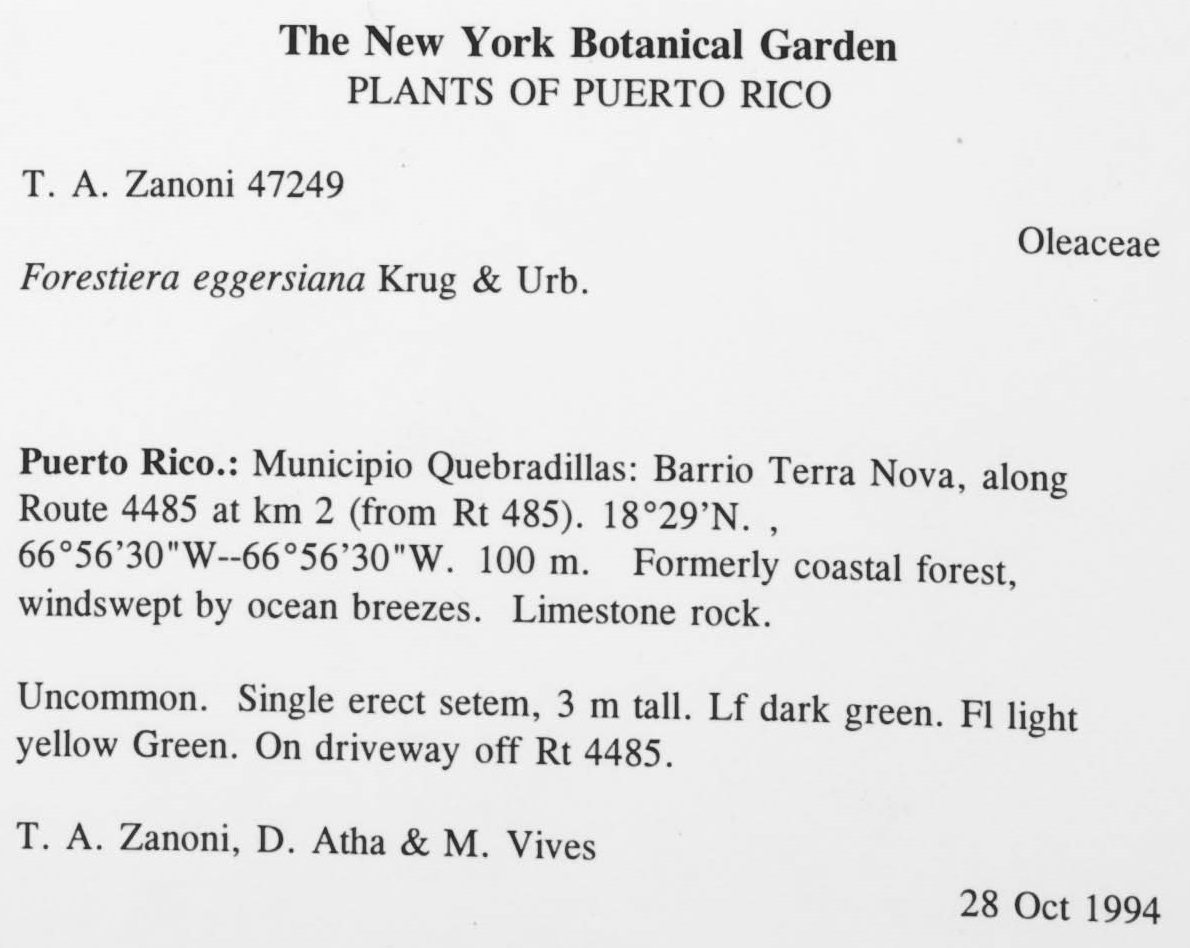 The New York Botanical Garden
PLANTS OF PUERTO RICO
T. A. Zanoni 47249
Oleaceae
Forestiera eggersiana Krug & Urb.
Puerto Rico.: Municipio Quebradillas: Barrio Terra Nova, along
Route 4485 at km 2 (from Rt 485). 18°29'N. ,
66°56'30"W--66°56'30"W. 100 m. Formerly coastal forest,
windswept by ocean breezes. Limestone rock.
Uncommon. Single erect setem, 3 m tall. Lf dark green. Fl light
yellow Green. On driveway off Rt 4485.
T. A. Zanoni, D. Atha & M. Vives
28 Oct 1994